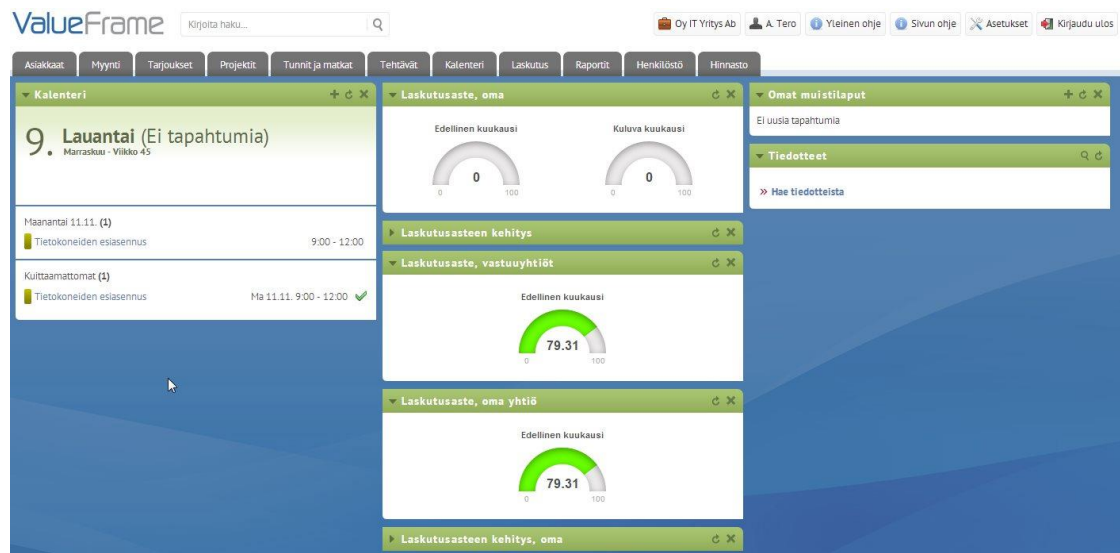 ValueFrame
Kirjoita haku...
Oy IT Yritys Ab
A. Tero
Yleinen ohje
Sivun ohje
Asetukset
Kirjaudu ulos
Asiakkaat
Myynti
Tarjoukset
Projektit
Tunnit ja matkat
Tehtävät
Kalenteri
Laskutus
Raportit
Henkilöstö
Hinnasto
Kalenteri
9. Lauantai (Ei tapahtumia)
Marraskuu - Viikko 45
Maanantai 11.11. (1)
Tietokoneiden esiasennus 9:00 - 12:00
Kuittaamattomat (1)
Tietokoneiden esiasennus Ma 11.11. 9:00 - 12:00
Laskutusaste, oma
Edellinen kuukausi
0
0 100
Kuluva kuukausi
0
0 100
Laskutusasteen kehitys
Laskutusaste, vastuuyhtiöt
Edellinen kuukausi
79.31
0 100
Laskutusaste, oma yhtiö
Edellinen kuukausi
79.31
0 100
Laskutusasteen kehitys, oma
Omat muistilaput
Ei uusia tapahtumia
Tiedotteet
» Hae tiedotteista